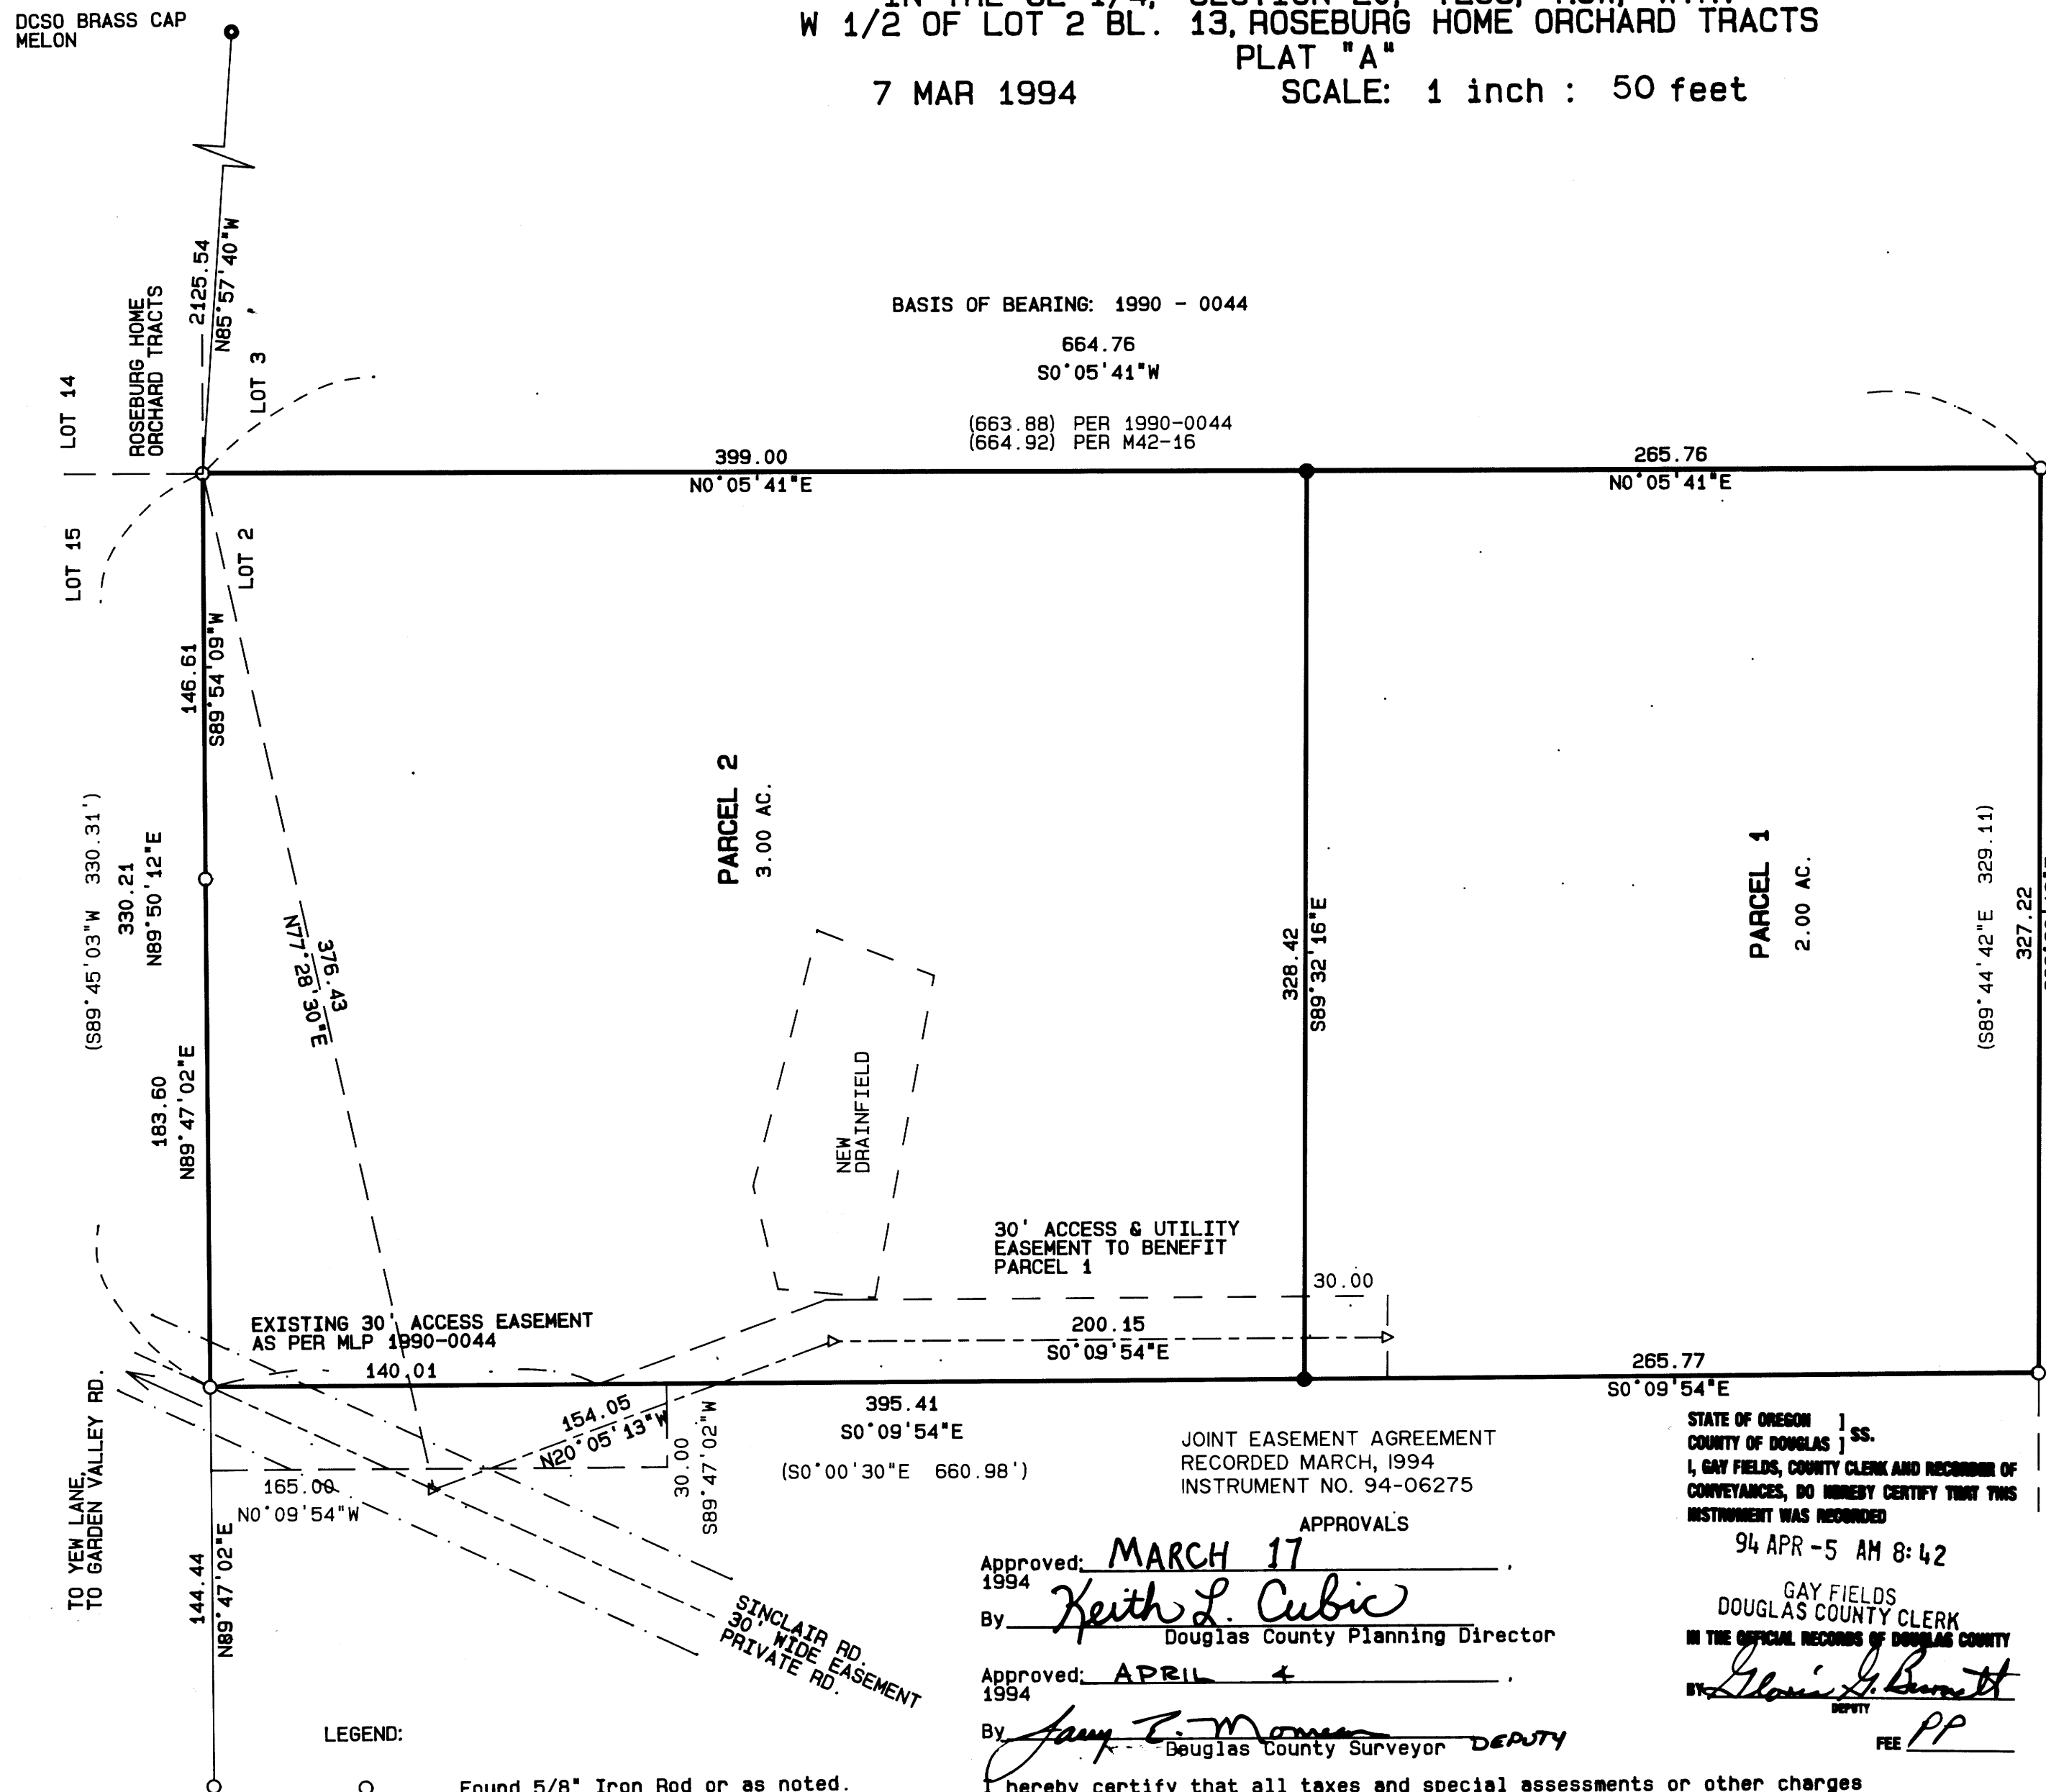 W 1/2 OF LOT 2 BL. 13, ROSEBURG HOME ORCHARD TRACTS
PLAT "A"
7 MAR 1994
SCALE: 1 inch : 50 feet
DCSO BRASS CAP
MELON
2125.54
N85°57'40"W
LOT 3
ROSEBURG HOME
ORCHARD TRACTS
LOT 14
LOT 15
LOT 2
BASIS OF BEARING: 1990 - 0044
664.76
S0°05'41"W
(663.88) PER 1990-0044
(664.92) PER M42-16
399.00
N0°05'41"E
265.76
N0°05'41"E
146.61
S89°54'09"W
(S89°45'03"W 330.31')
330.21
N89°50'12"E
183.60
N89°47'02"E
376.43
N77°28'30"E
PARCEL 2
3.00 AC.
NEW
DRAINFIELD
328.42
S89°32'16"E
PARCEL 1
2.00 AC.
(S89°44'42"E 329.11)
327.22
30' ACCESS & UTILITY
EASEMENT TO BENEFIT
PARCEL 1
30.00
200.15
S0°09'54"E
EXISTING 30' ACCESS EASEMENT
AS PER MLP 1990-0044
140.01
154.05
N20°05'13"W
395.41
S0°09'54"E
(S0°00'30"E 660.98')
265.77
S0°09'54"E
165.00
N0°09'54"W
30.00
S89°47'02"W
144.44
N89°47'02"E
TO YEW LANE,
TO GARDEN VALLEY RD.
SINCLAIR RD.
30' WIDE EASEMENT
PRIVATE RD.
JOINT EASEMENT AGREEMENT
RECORDED MARCH, 1994
INSTRUMENT NO. 94-06275
APPROVALS
Approved: MARCH 17 ,
1994
By Keith L. Cubic
Douglas County Planning Director
Approved: APRIL 4 ,
1994
By
Douglas County Surveyor DEPUTY
I hereby certify that all taxes and special assessments or other charges
STATE OF OREGON ]
COUNTY OF DOUGLAS ] SS.
I, GAY FIELDS, COUNTY CLERK AND RECORDER OF
CONVEYANCES, DO HEREBY CERTIFY THAT THIS
INSTRUMENT WAS RECORDED
94 APR -5 AM 8:42
GAY FIELDS
DOUGLAS COUNTY CLERK
IN THE OFFICIAL RECORDS OF DOUGLAS COUNTY
BY
DEPUTY
FEE PP
LEGEND:
Found 5/8" Iron Rod or as noted.